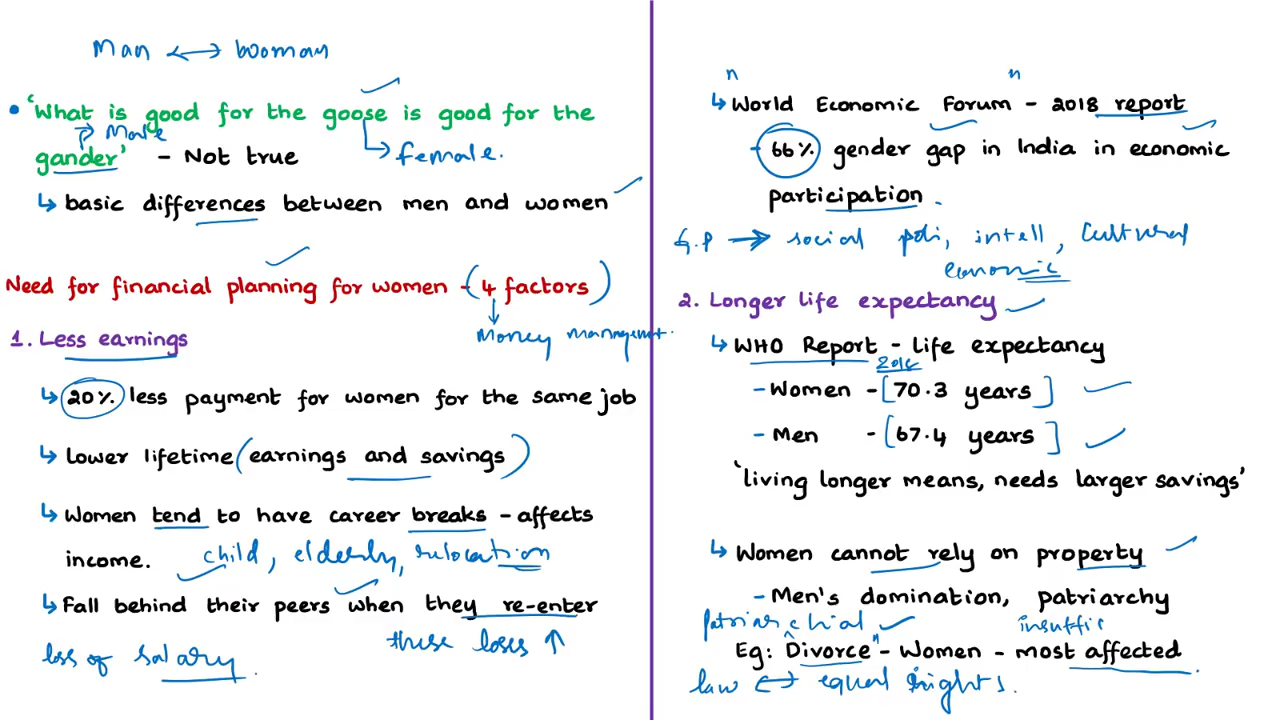 Man ↔ wooman
• 'What is good for the goose is good for the
Male
gander' - Not true
female.
↳ basic differences between men and women
Need for financial planning for women - (4 factors)
Money management.
1. Less earnings
↳ 20% less payment for women for the same job
↳ Lower lifetime (earnings and savings)
↳ Women tend to have career breaks - affects
income. child, elderly, relocation
↳ Fall behind their peers when they re-enter
these loses ↑
loss of salary.
" "
↳ World Economic Forum - 2018 report
- 66% gender gap in India in economic
participation.
G.P → social poli, intell, Cultural
economic
2. Longer life expectancy
↳ WHO Report - life expectancy
2016
- Women - [70.3 years]
- Men - [67.4 years]
'living longer means, needs larger savings'
↳ Women cannot rely on property
- Men's domination, patriarchy
patriarchial insuffic
Eg: Divorce" - Women - most affected
law ↔ equal rights.